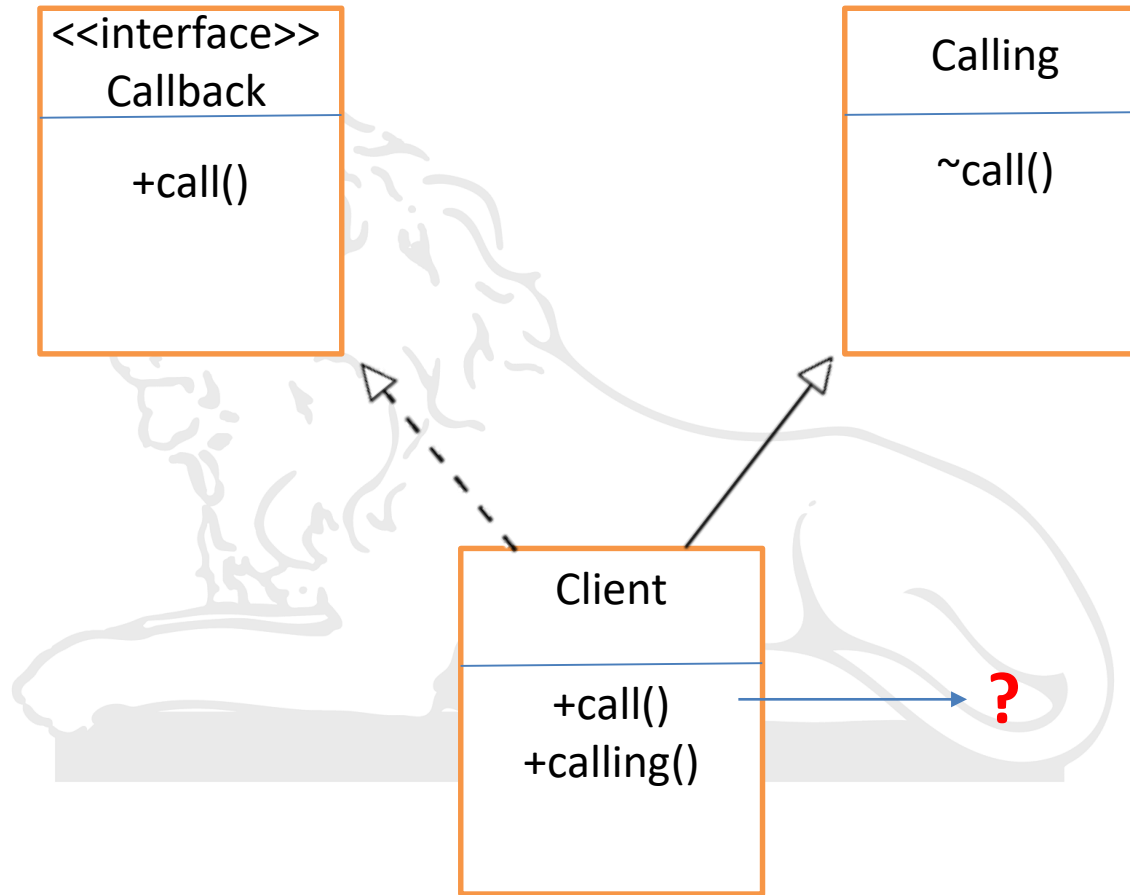 <<interface>>
Callback
+call()
Calling
~call()
Client
+call()
+calling()
?